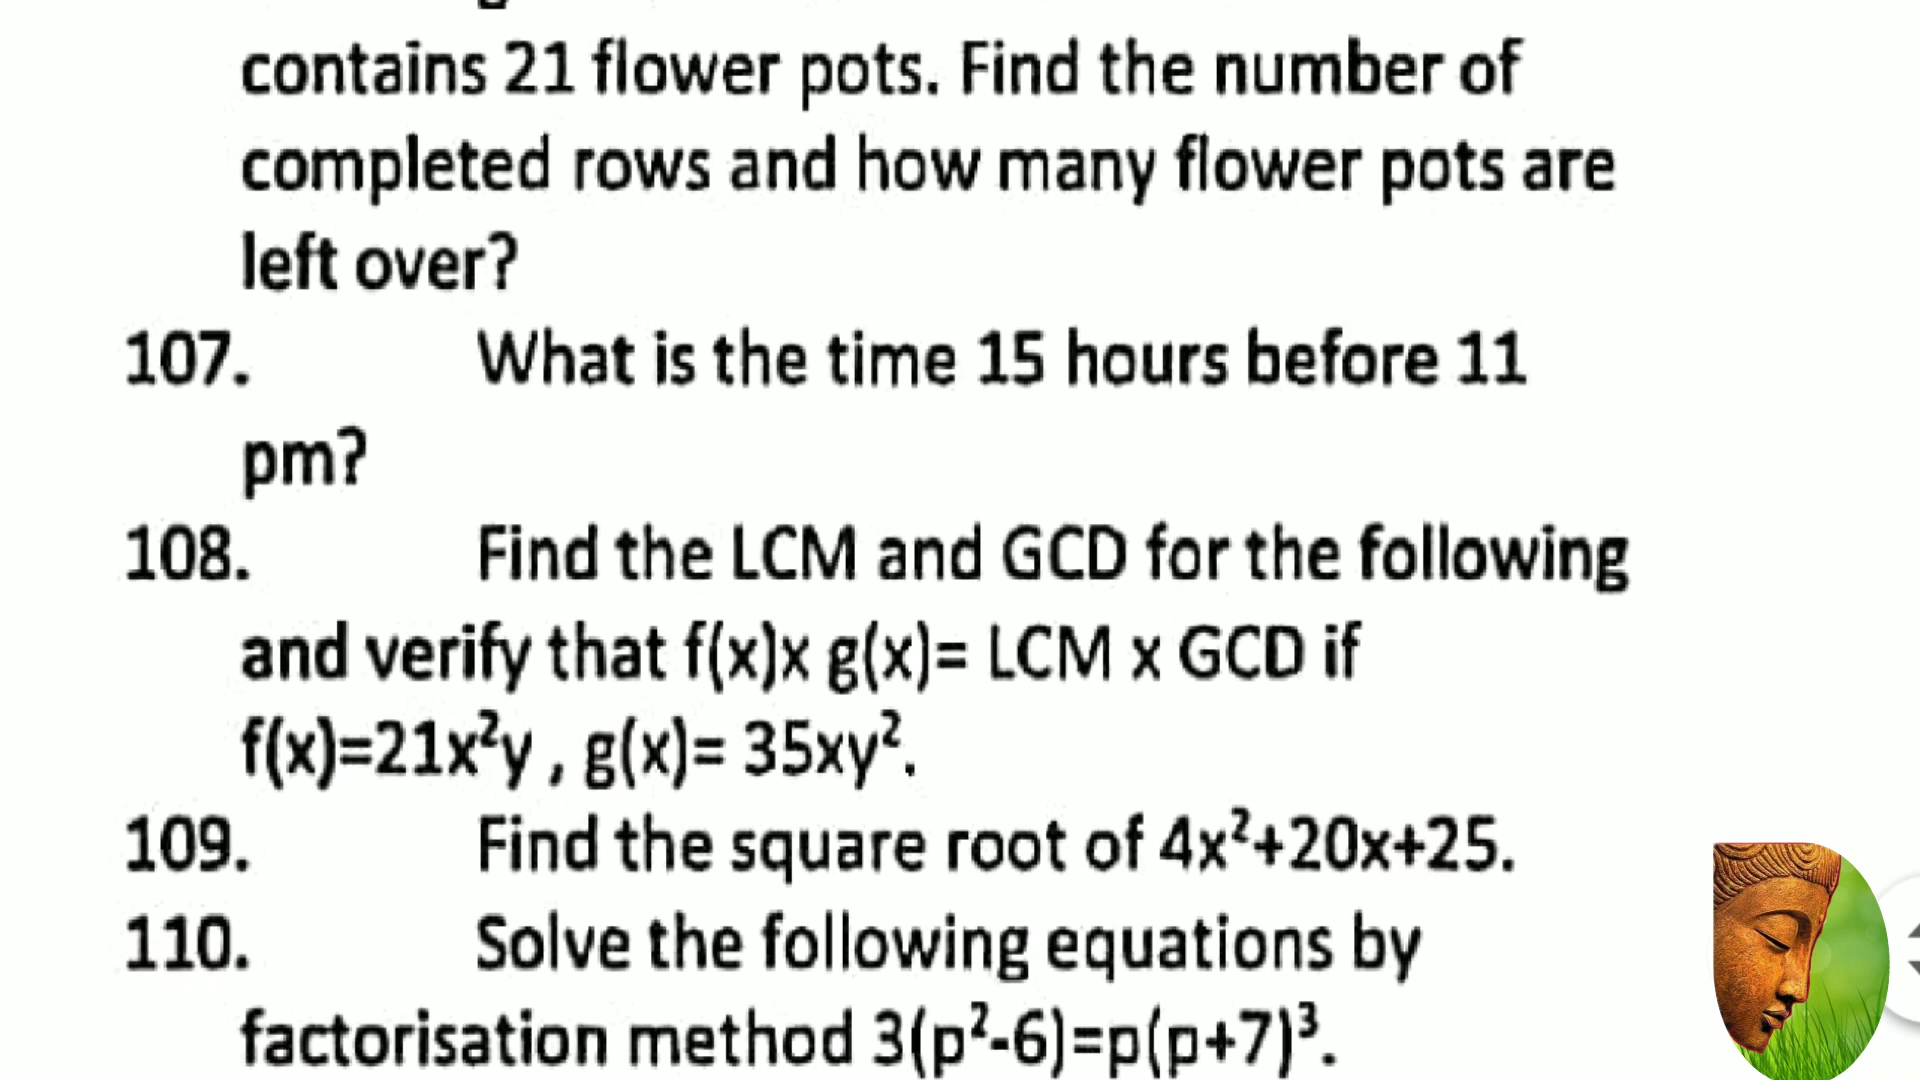 contains 21 flower pots. Find the number of
completed rows and how many flower pots are
left over?
107. What is the time 15 hours before 11
pm?
108. Find the LCM and GCD for the following
and verify that f(x)x g(x)= LCM x GCD if
f(x)=21x²y , g(x)= 35xy².
109. Find the square root of 4x²+20x+25.
110. Solve the following equations by
factorisation method 3(p²-6)=p(p+7)³.